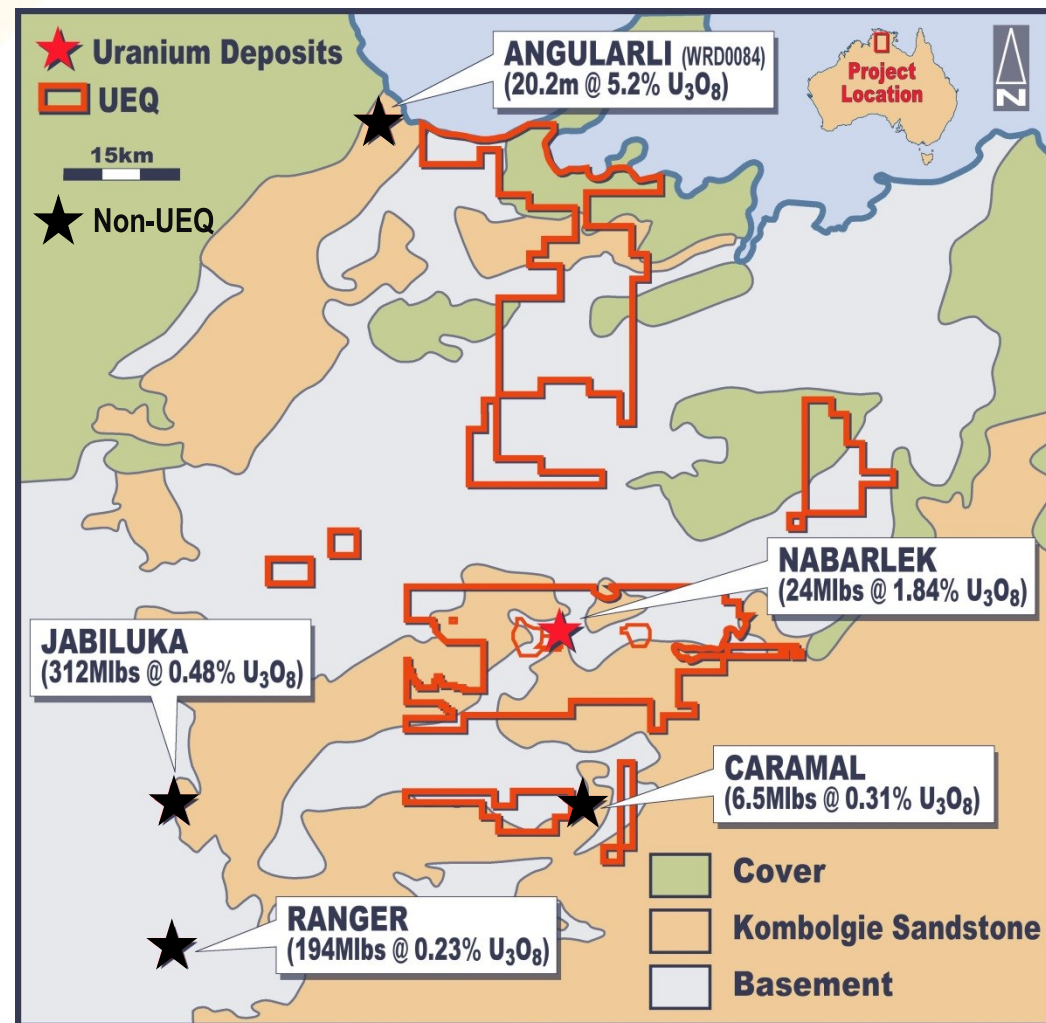 Uranium Deposits
UEQ
15km
Non-UEQ
ANGULARLI (WRD0084)
(20.2m @ 5.2% U₃O₈)
Project
Location
N
NABARLEK
(24Mlbs @ 1.84% U₃O₈)
JABILUKA
(312Mlbs @ 0.48% U₃O₈)
CARAMAL
(6.5Mlbs @ 0.31% U₃O₈)
RANGER
(194Mlbs @ 0.23% U₃O₈)
Cover
Kombolgie Sandstone
Basement